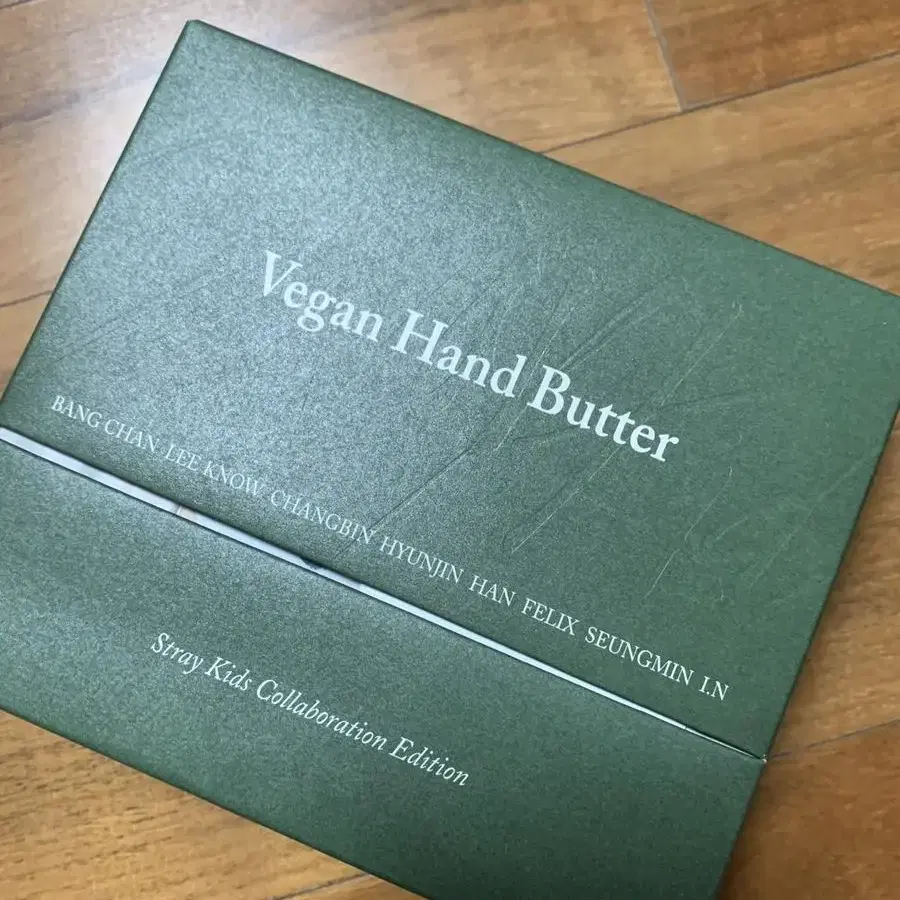 Vegan Hand Butter
BANG CHAN LEE KNOW CHANGBIN HYUNJIN HAN FELIX SEUNGMIN I.N
Stray Kids Collaboration Edition